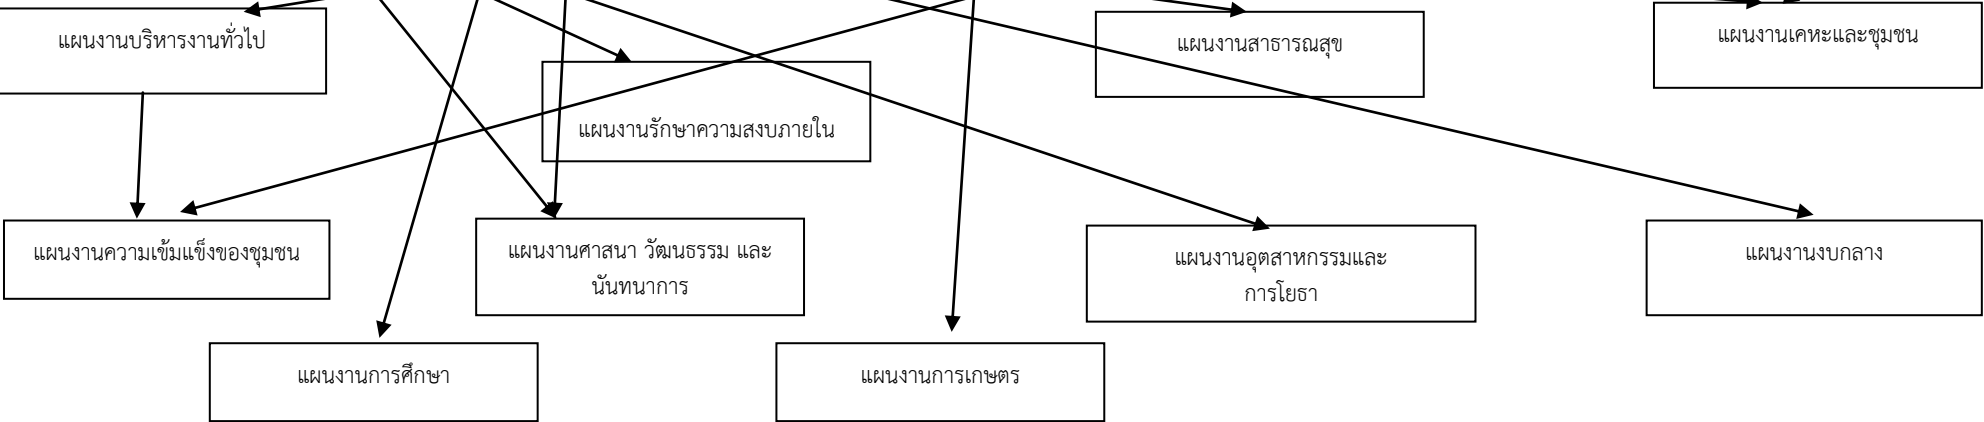 แผนงานบริหารงานทั่วไป
แผนงานสาธารณสุข
แผนงานเคหะและชุมชน
แผนงานรักษาความสงบภายใน
แผนงานความเข้มแข็งของชุมชน
แผนงานศาสนา วัฒนธรรม และ
นันทนาการ
แผนงานอุตสาหกรรมและ
การโยธา
แผนงานงบกลาง
แผนงานการศึกษา
แผนงานการเกษตร